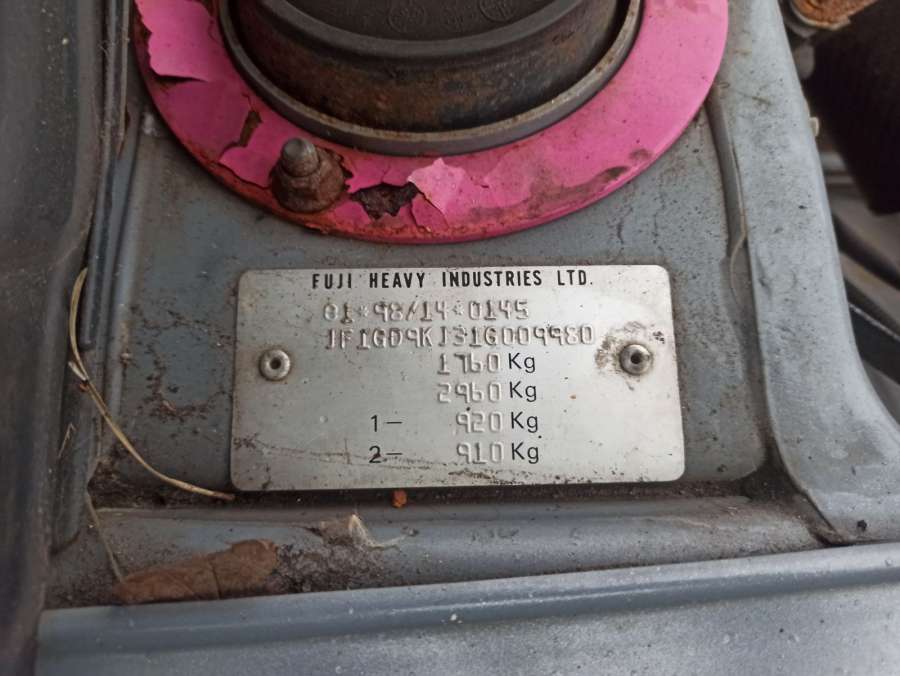 FUJI HEAVY INDUSTRIES LTD.
01*98/14*0145
JF1GD9KJ31G009980
1760 Kg
2960 Kg
1- 920 Kg
2- 910 Kg